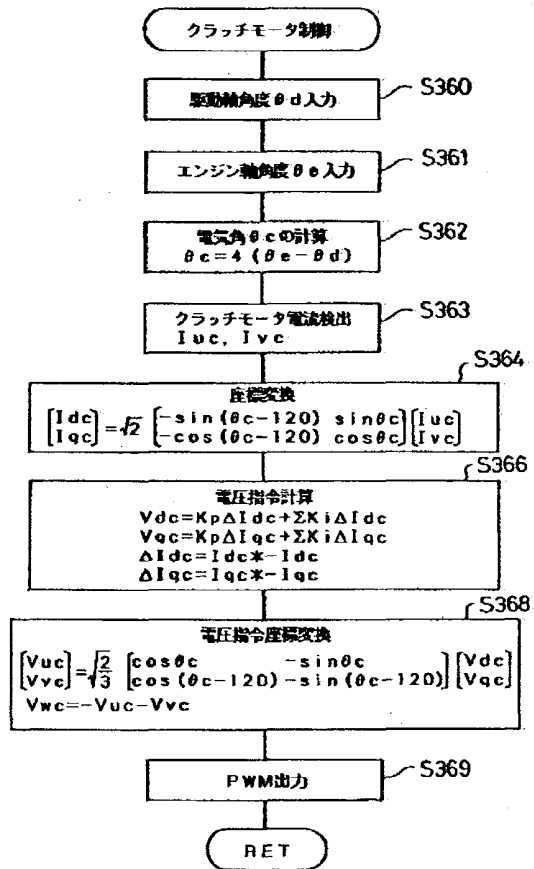 クラッチモータ制御
S360
駆動軸角度θd入力
S361
エンジン軸角度θe入力
S362
電気角θcの計算
θc=4 (θe-θd)
S363
クラッチモータ電流検出
Iuc, Ivc
S364
座標変換
[Idc] =√2 [-sin(θc-120) sinθc] [Iuc]
[Iqc] [-cos(θc-120) cosθc] [Ivc]
S366
電圧指令計算
Vdc=KpΔIdc+ΣKiΔIdc
Vqc=KpΔIqc+ΣKiΔIqc
ΔIdc=Idc*-Idc
ΔIqc=Iqc*-Iqc
S368
電圧指令座標変換
[Vuc] =√2/3 [cosθc -sinθc] [Vdc]
[Vvc] [cos(θc-120) -sin(θc-120)] [Vqc]
Vwc=-Vuc-Vvc
S369
PWM出力
RET